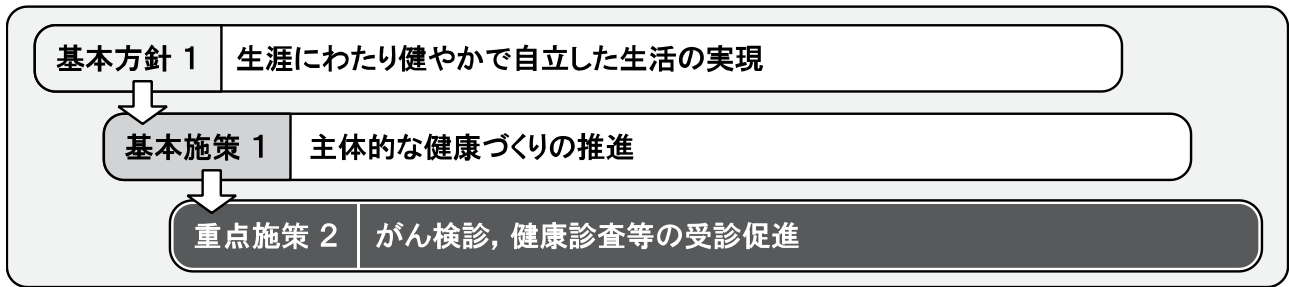 基本方針 1 生涯にわたり健やかで自立した生活の実現
基本施策 1 主体的な健康づくりの推進
重点施策 2 がん検診,健康診査等の受診促進